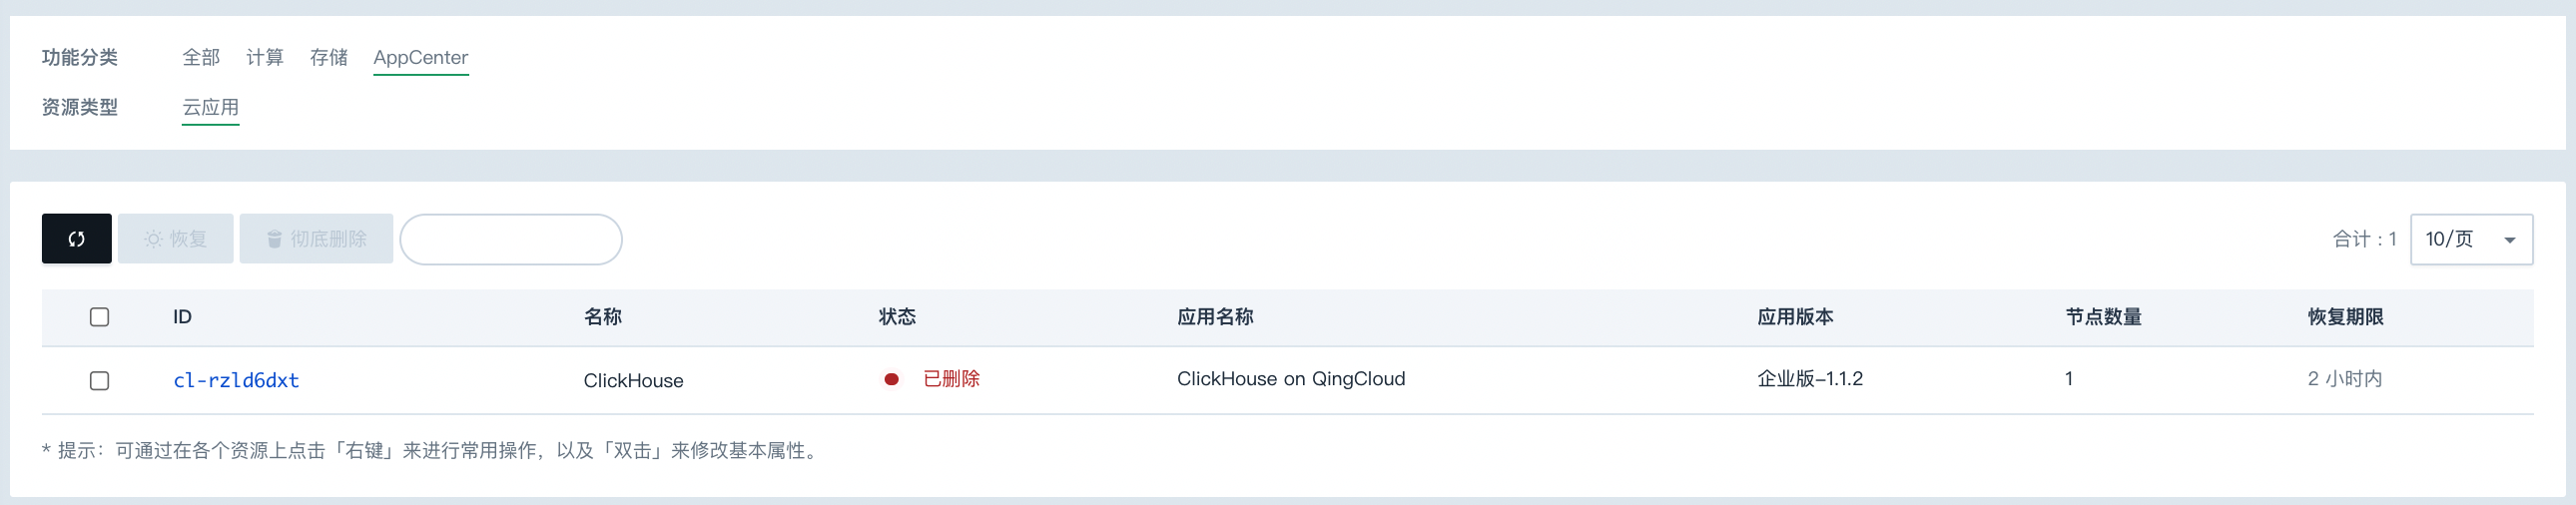 功能分类 全部 计算 存储 AppCenter
资源类型 云应用
恢复 彻底删除 合计：1 10/页
ID 名称 状态 应用名称 应用版本 节点数量 恢复期限
cl-rzld6dxt ClickHouse 已删除 ClickHouse on QingCloud 企业版-1.1.2 1 2 小时内
* 提示：可通过在各个资源上点击「右键」来进行常用操作，以及「双击」来修改基本属性。